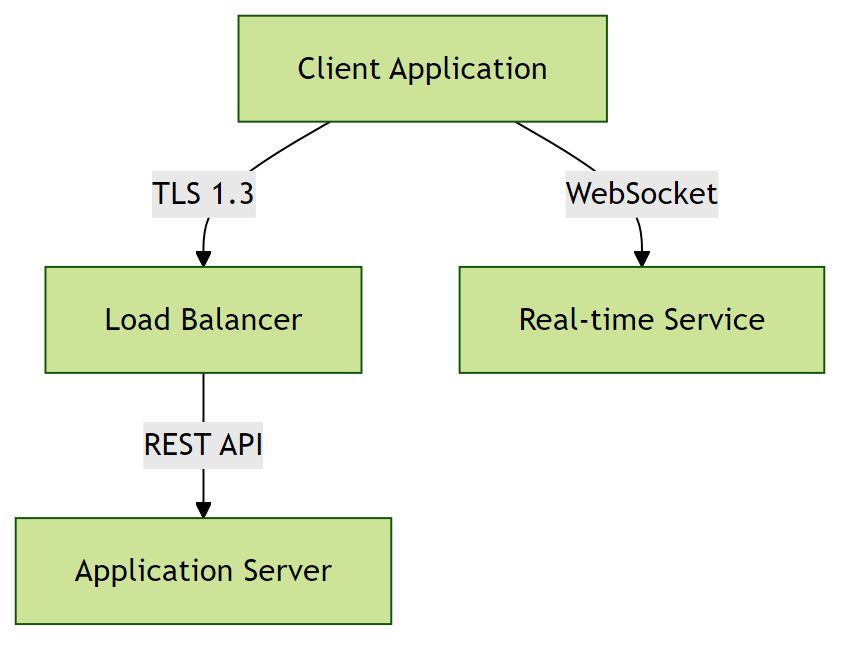 Client Application
TLS 1.3
WebSocket
Load Balancer
Real-time Service
REST API
Application Server